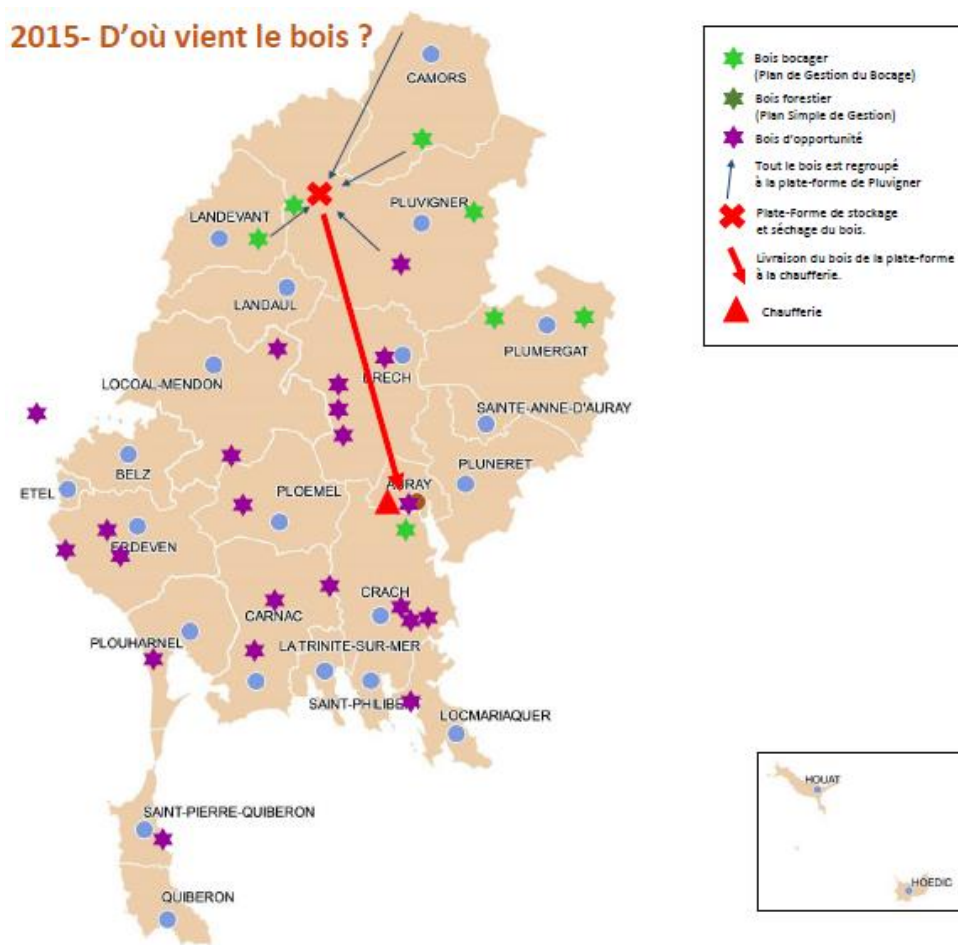 2015- D'où vient le bois ?
CAMORS
PLUVIGNER
LANDEVANT
LANDAUL
PLUMERGAT
BRECH
LOCOAL-MENDON
SAINTE-ANNE-D'AURAY
PLUNERET
BELZ
ETEL
PLOEMEL
AURAY
ERDEVEN
CRACH
CARNAC
PLOUHARNEL
LA TRINITE-SUR-MER
SAINT-PHILIBE
LOCMARIAQUER
SAINT-PIERRE-QUIBERON
QUIBERON
Bois bocager
(Plan de Gestion du Bocage)
Bois forestier
(Plan Simple de Gestion)
Bois d'opportunité
Tout le bois est regroupé
à la plate-forme de Pluvigner
Plate-Forme de stockage
et séchage du bois.
Livraison du bois de la plate-forme
à la chaufferie.
Chaufferie
HOUAT
HOEDIC